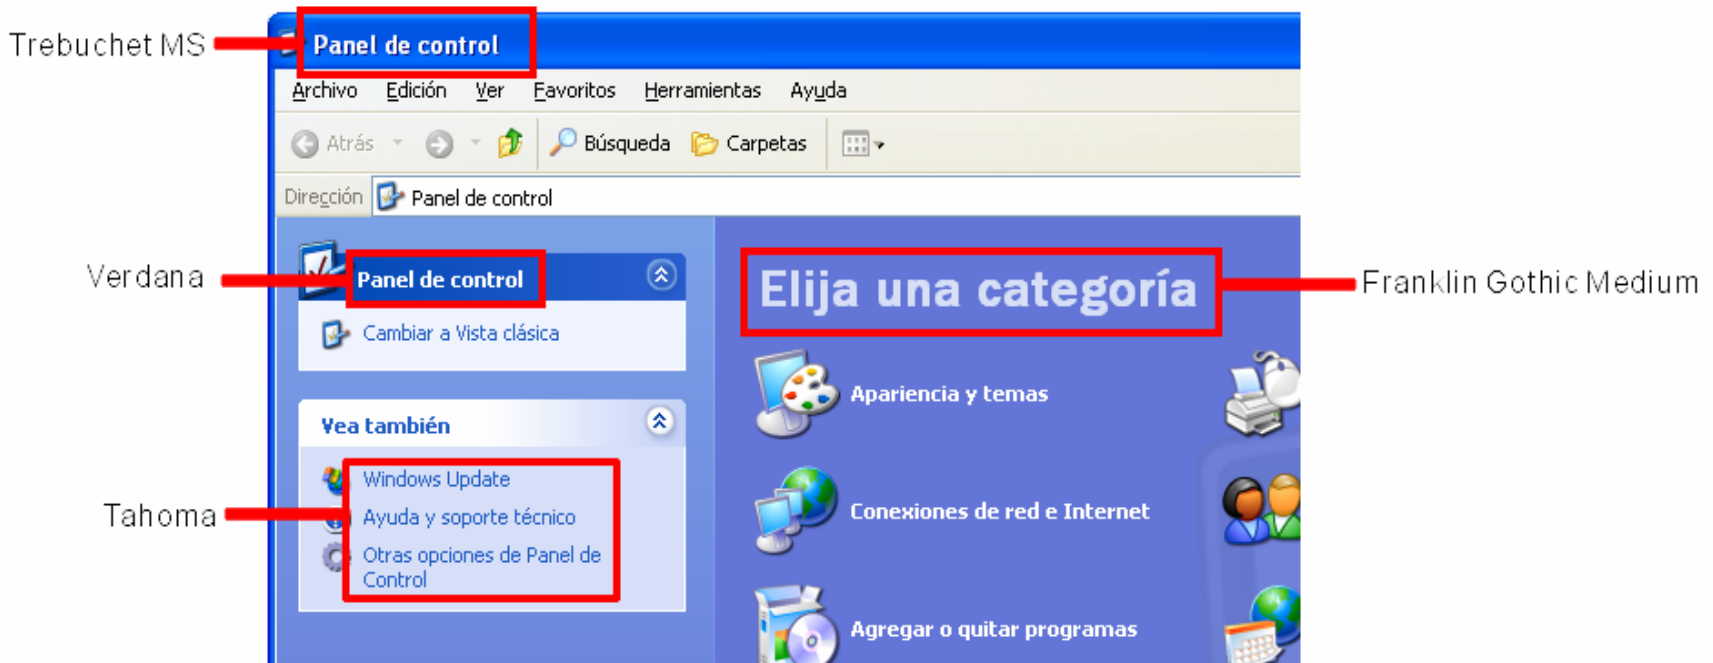 Trebuchet MS
Panel de control
Archivo Edición Ver Favoritos Herramientas Ayuda
Atrás Búsqueda Carpetas
Dirección Panel de control
Verdana
Panel de control
Cambiar a Vista clásica
Vea también
Tahoma
Windows Update
Ayuda y soporte técnico
Otras opciones de Panel de
Control
Elija una categoría
Franklin Gothic Medium
Apariencia y temas
Conexiones de red e Internet
Agregar o quitar programas